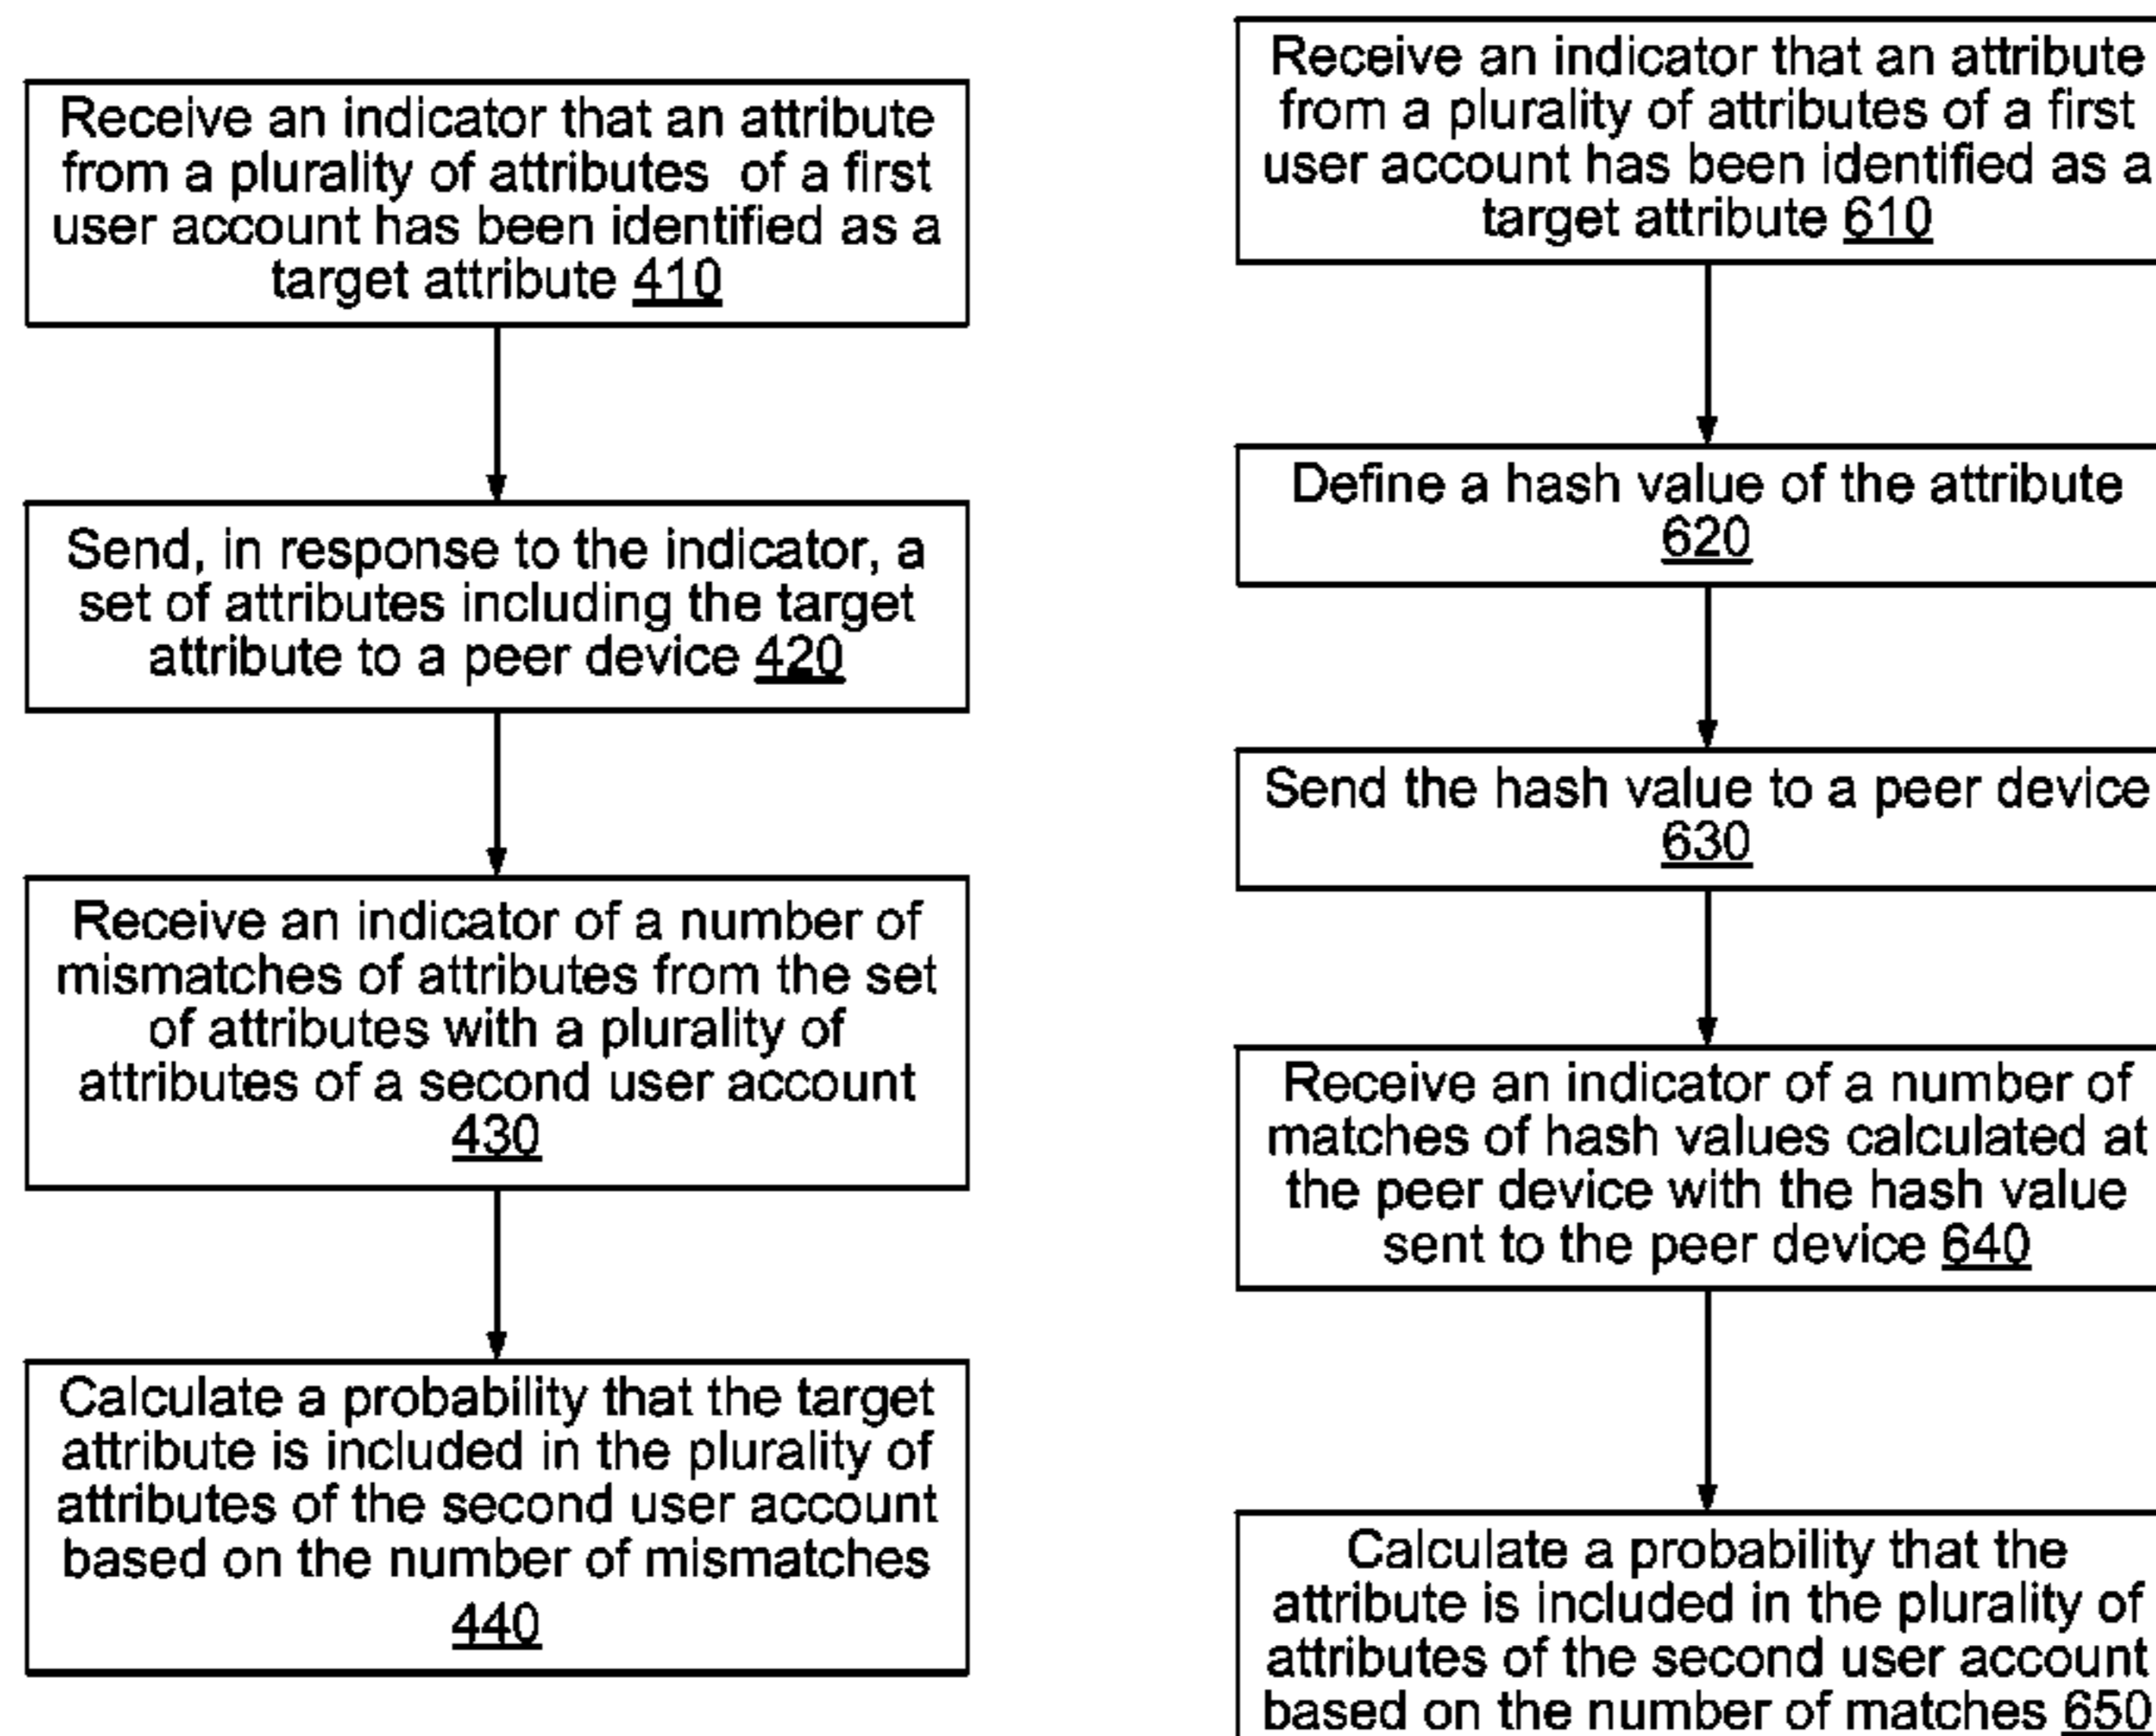 Receive an indicator that an attribute
from a plurality of attributes of a first
user account has been identified as a
target attribute 410
Send, in response to the indicator, a
set of attributes including the target
attribute to a peer device 420
Receive an indicator of a number of
mismatches of attributes from the set
of attributes with a plurality of
attributes of a second user account
430
Calculate a probability that the target
attribute is included in the plurality of
attributes of the second user account
based on the number of mismatches
440
Receive an indicator that an attribute
from a plurality of attributes of a first
user account has been identified as a
target attribute 610
Define a hash value of the attribute
620
Send the hash value to a peer device
630
Receive an indicator of a number of
matches of hash values calculated at
the peer device with the hash value
sent to the peer device 640
Calculate a probability that the
attribute is included in the plurality of
attributes of the second user account
based on the number of matches 650